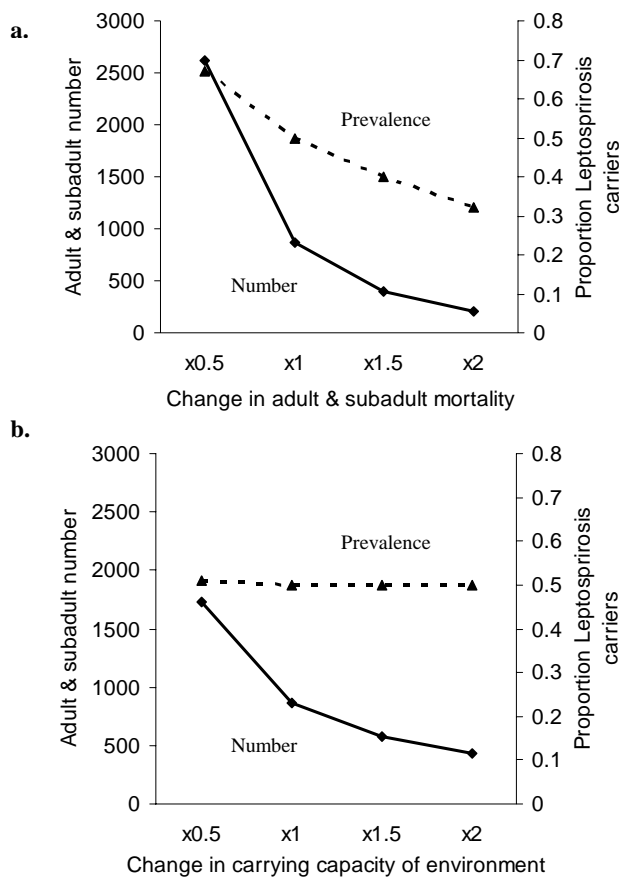 a.
3000
2500
2000
1500
1000
500
0
Adult & subadult number
0.8
0.7
0.6
0.5
0.4
0.3
0.2
0.1
0
Proportion Leptosprirosis
carriers
Prevalence
Number
x0.5 x1 x1.5 x2
Change in adult & subadult mortality
b.
3000
2500
2000
1500
1000
500
0
Adult & subadult number
0.8
0.7
0.6
0.5
0.4
0.3
0.2
0.1
0
Proportion Leptosprirosis
carriers
Prevalence
Number
x0.5 x1 x1.5 x2
Change in carrying capacity of environment